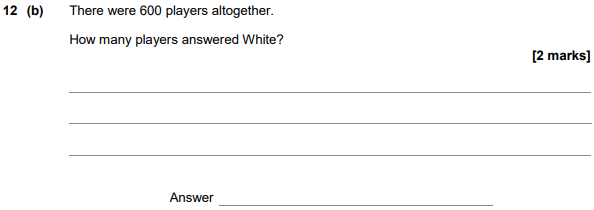 12 (b) There were 600 players altogether.
How many players answered White?
[2 marks]
Answer